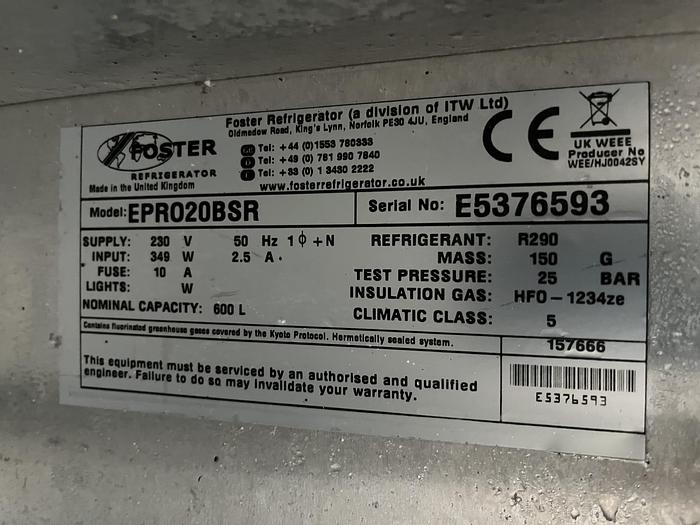 Foster Refrigerator (a division of ITW Ltd)
Oldmedow Road, King's Lynn, Norfolk PE30 4JU, England
FOSTER
REFRIGERATOR
Made in the United Kingdom
Tel: +44 (0)1553 780333
Tel: +49 (0) 781 990 7840
Tel: +33 (0) 1 3430 2222
www.fosterrefrigerator.co.uk
CE
UK WEEE
Producer No
WEE/HJ0042SY
Model: EPRO20BSR
Serial No: E5376593
SUPPLY: 230 V 50 Hz 1 ϕ + N
INPUT: 349 W 2.5 A
FUSE: 10 A
LIGHTS: W
NOMINAL CAPACITY: 600 L
REFRIGERANT: R290
MASS: 150 G
TEST PRESSURE: 25 BAR
INSULATION GAS: HFO-1234ze
CLIMATIC CLASS: 5
Contains fluorinated greenhouse gases covered by the Kyoto Protocol. Hermetically sealed system.
157666
This equipment must be serviced by an authorised and qualified
engineer. Failure to do so may invalidate your warranty.
E5376593